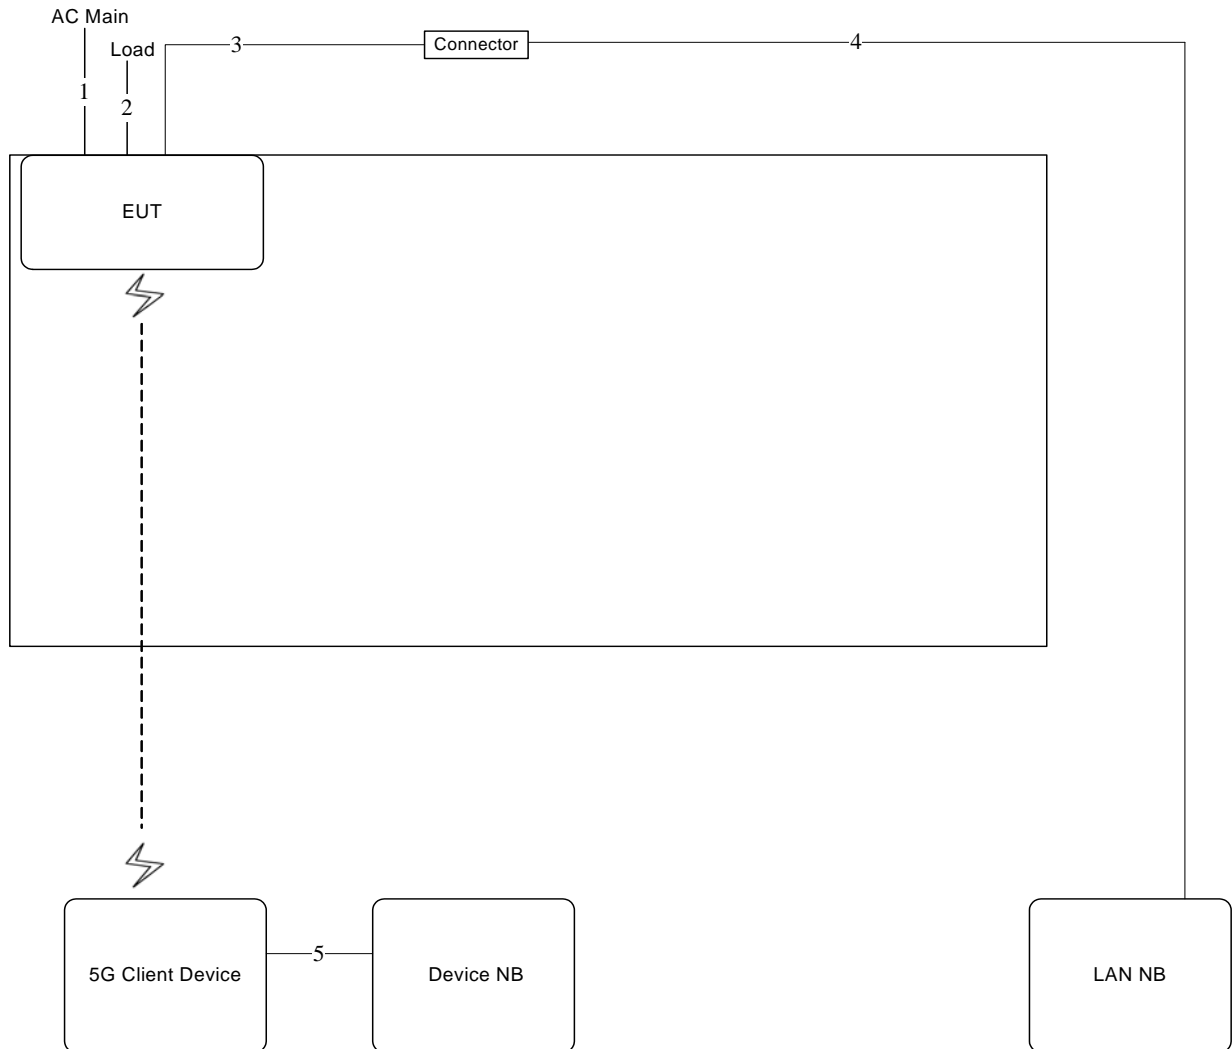 AC Main
Load
3
Connector
4
1
2
EUT
5G Client Device
5
Device NB
LAN NB